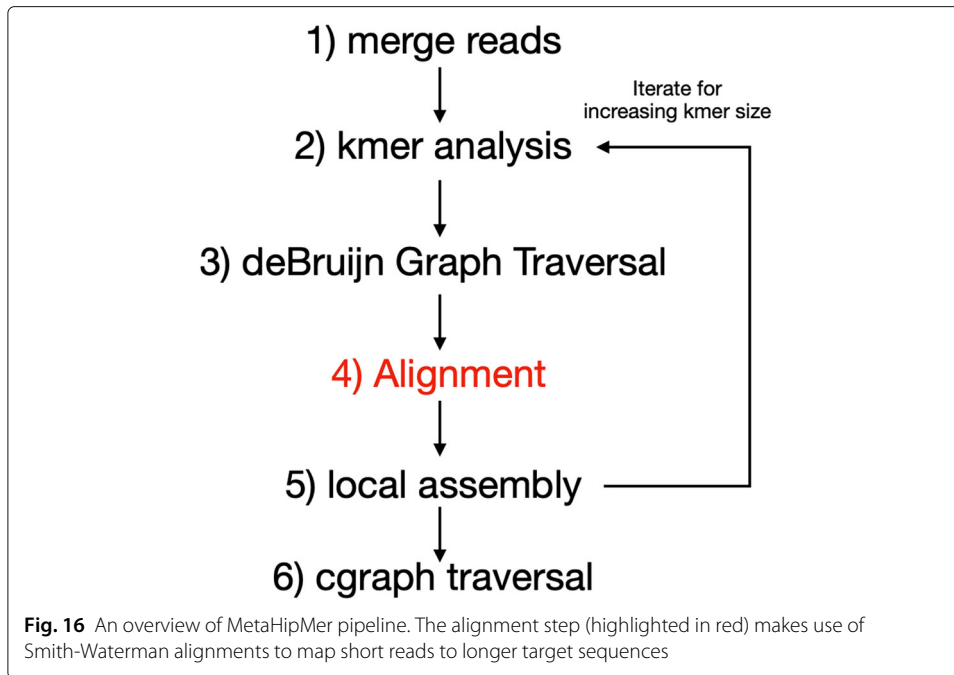 1) merge reads
Iterate for
increasing kmer size
2) kmer analysis
3) deBruijn Graph Traversal
4) Alignment
5) local assembly
6) cgraph traversal
Fig. 16 An overview of MetaHipMer pipeline. The alignment step (highlighted in red) makes use of
Smith-Waterman alignments to map short reads to longer target sequences